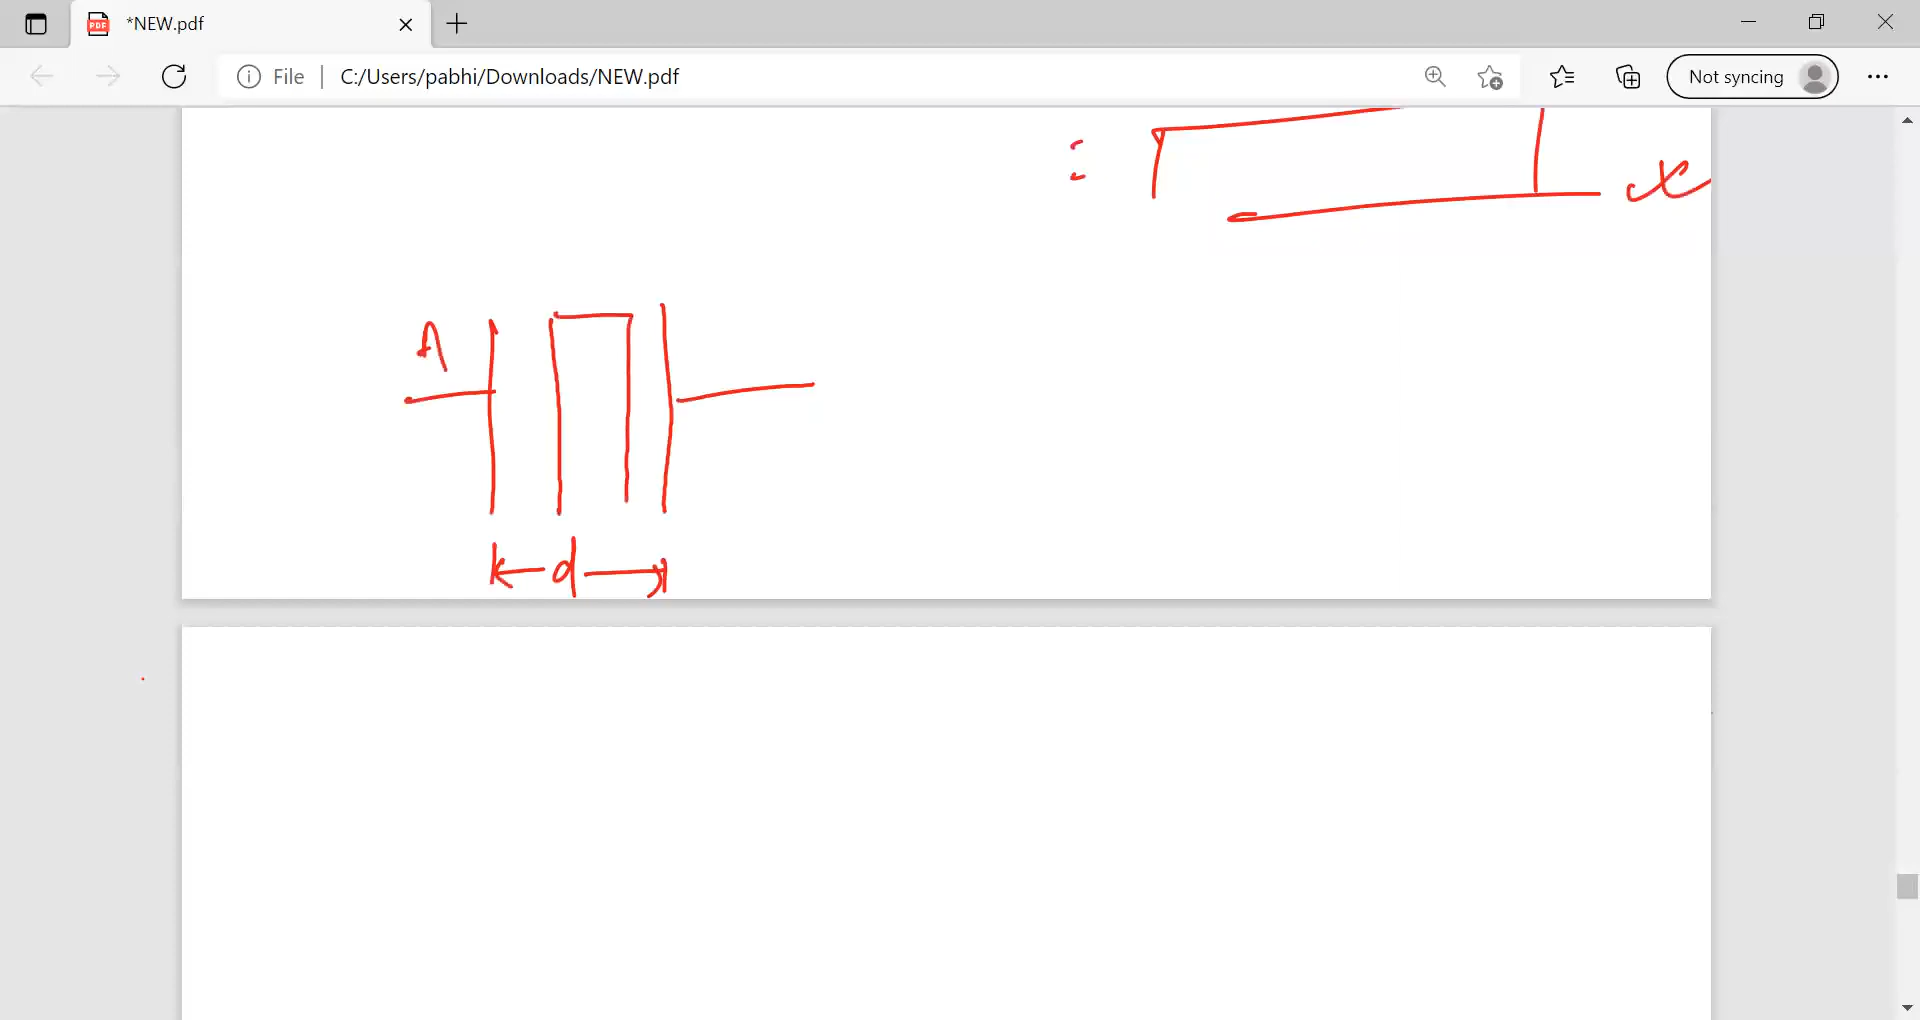 *NEW.pdf
File | C:/Users/pabhi/Downloads/NEW.pdf
Not syncing
A
d